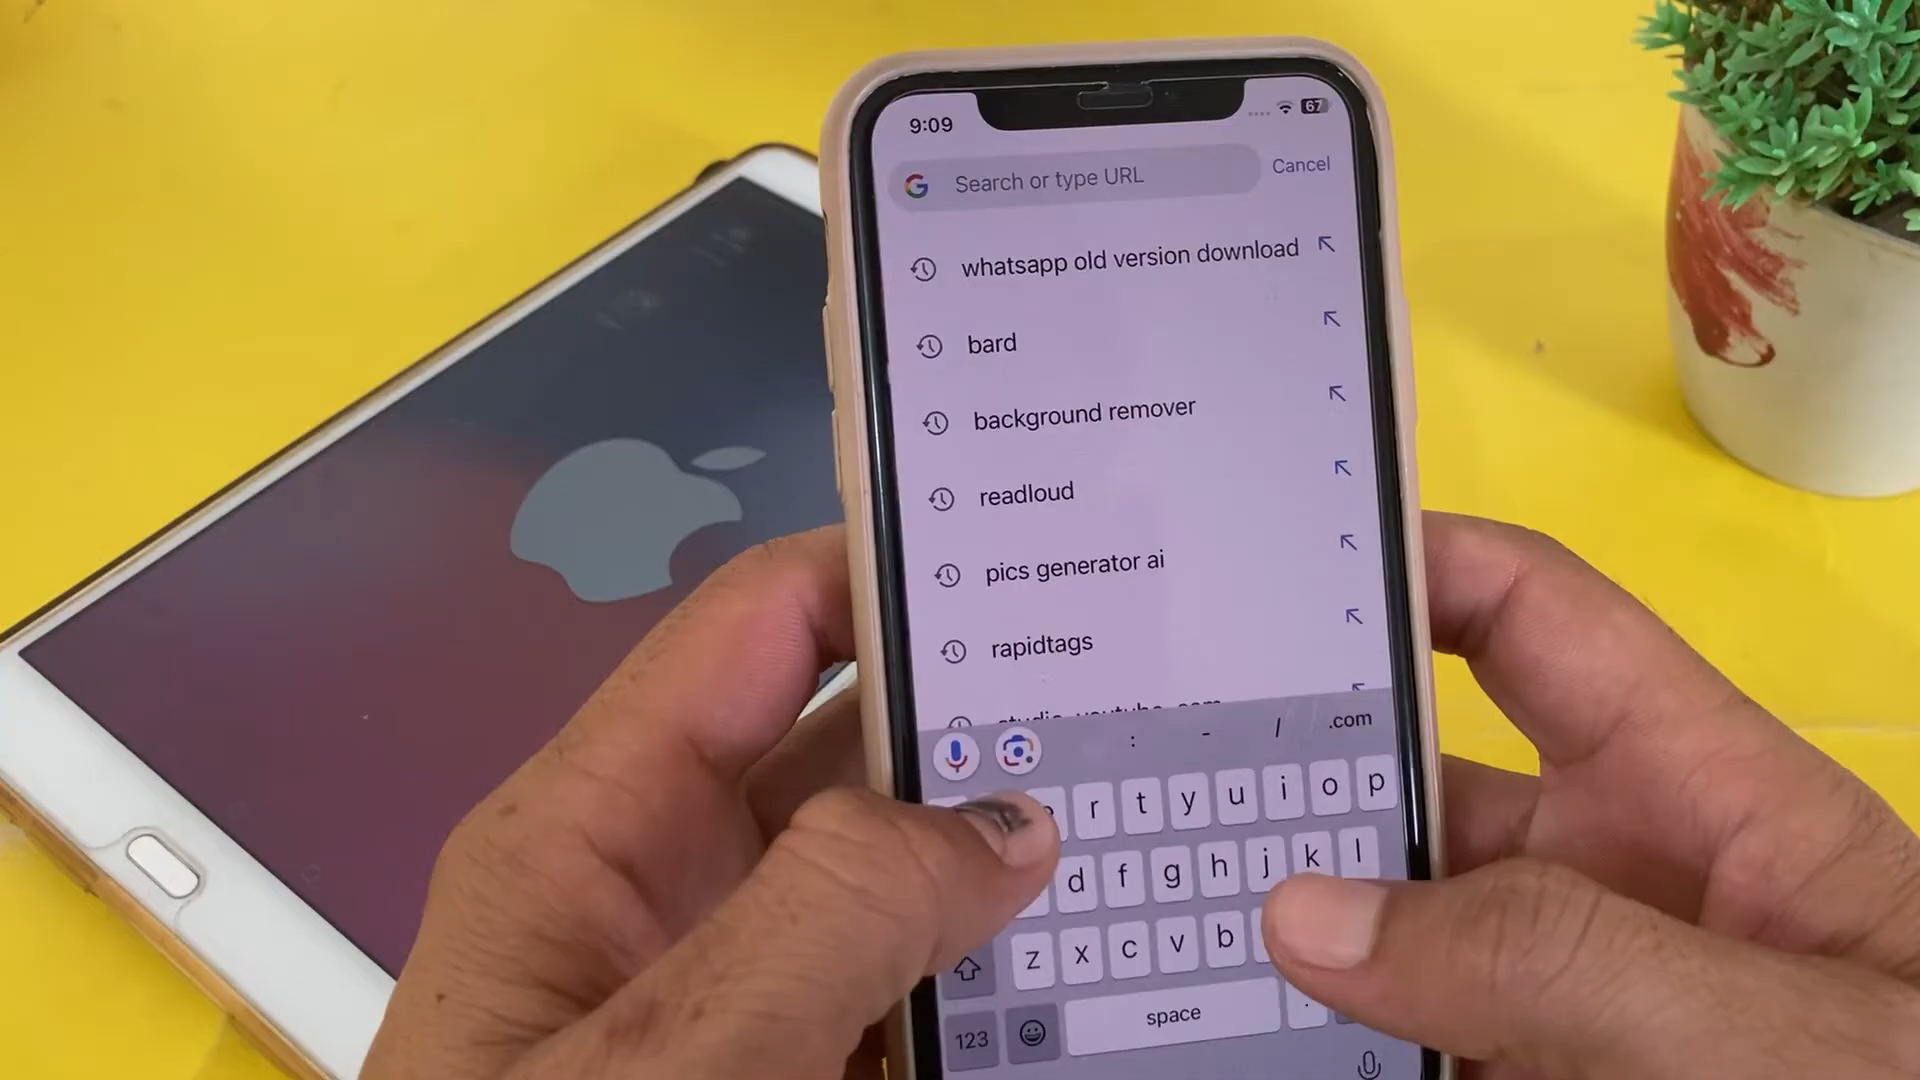 9:09
67
Search or type URL
Cancel
whatsapp old version download
bard
background remover
readloud
pics generator ai
rapidtags
: - / .com
r t y u i o p
d f g h j k l
z x c v b
123 space .